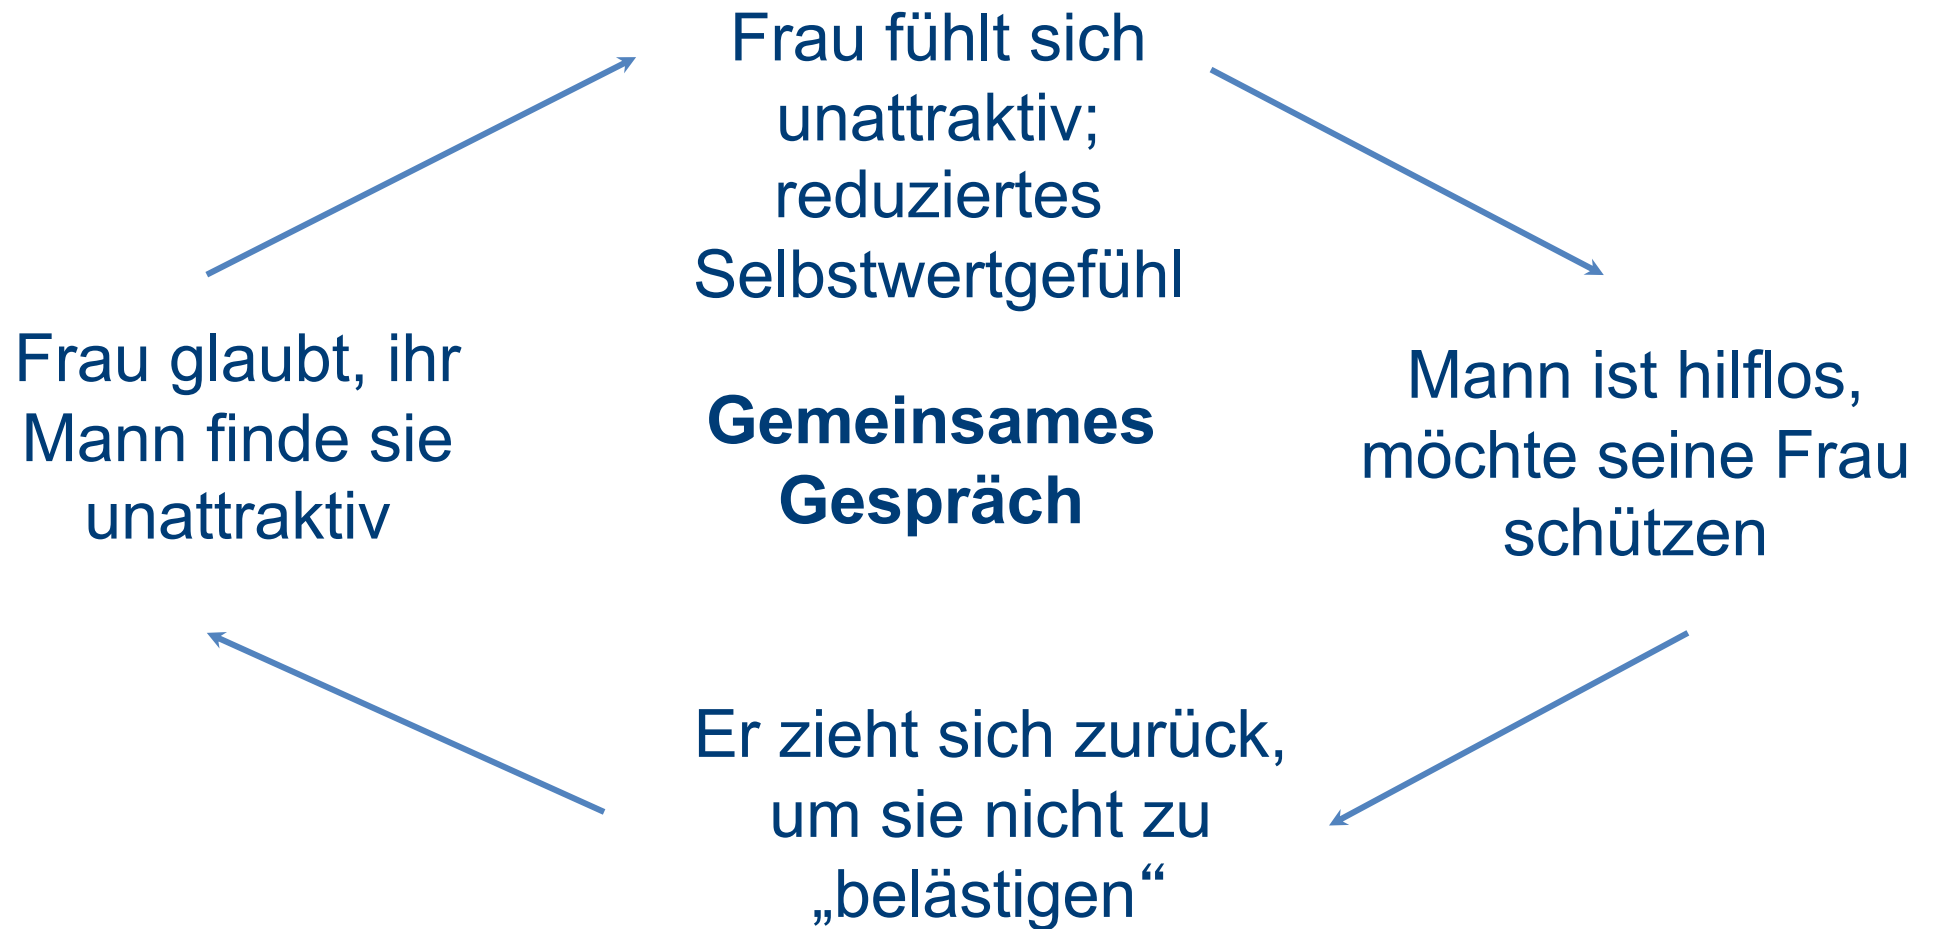 Frau fühlt sich
unattraktiv;
reduziertes
Selbstwertgefühl
Mann ist hilflos,
möchte seine Frau
schützen
Er zieht sich zurück,
um sie nicht zu
„belästigen“
Frau glaubt, ihr
Mann finde sie
unattraktiv
Gemeinsames
Gespräch